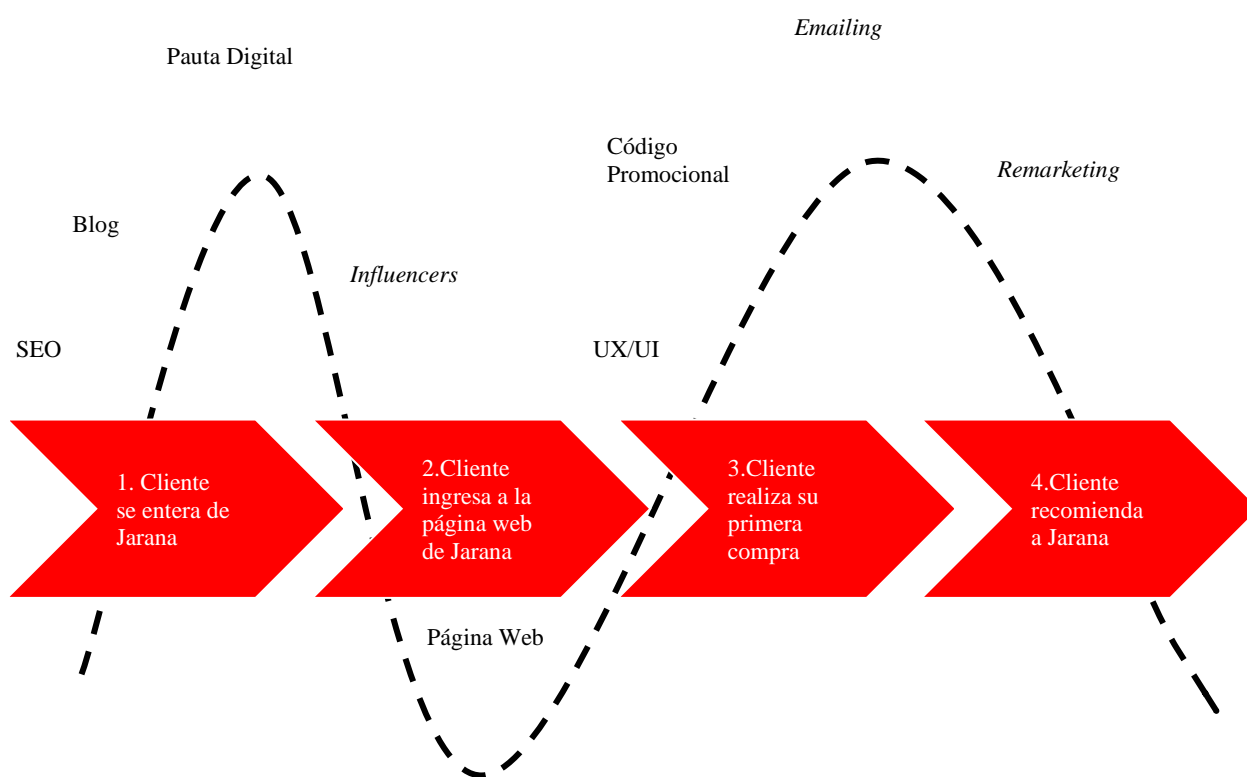 Emailing
Pauta Digital
Código
Promocional
Remarketing
Blog
Influencers
SEO
UX/UI
1. Cliente
se entera de
Jarana
2.Cliente
ingresa a la
página web
de Jarana
3.Cliente
realiza su
primera
compra
4.Cliente
recomienda
a Jarana
Página Web